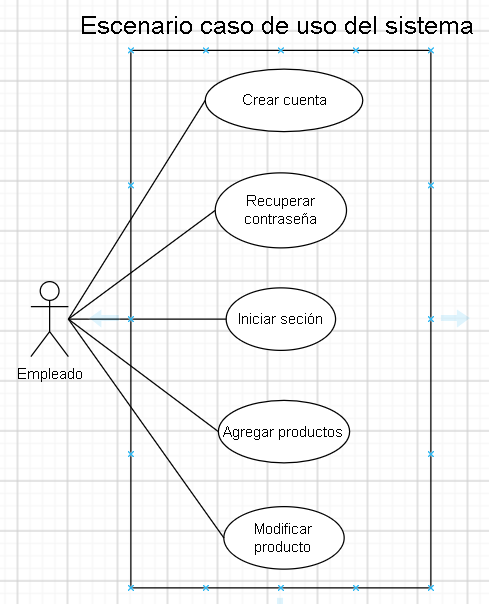 Escenario caso de uso del sistema
Crear cuenta
Recuperar
contraseña
Iniciar seción
Empleado
Agregar productos
Modificar
producto